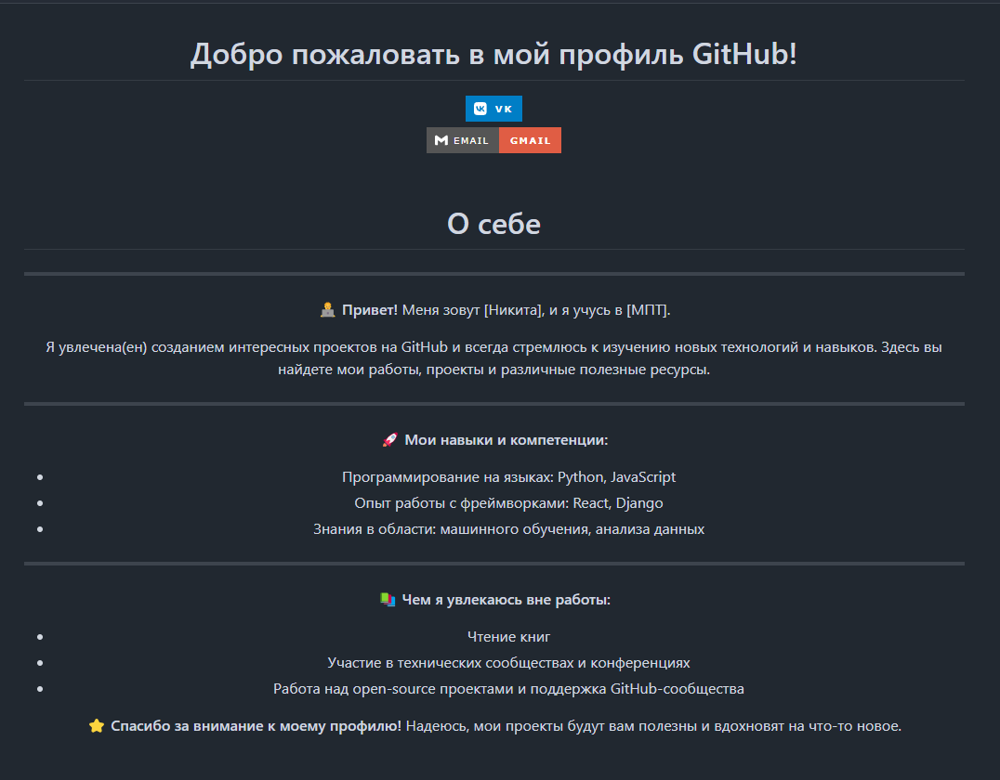 Добро пожаловать в мой профиль GitHub!
VK
EMAIL GMAIL
О себе
Привет! Меня зовут [Никита], и я учусь в [МПТ].
Я увлечена(ен) созданием интересных проектов на GitHub и всегда стремлюсь к изучению новых технологий и навыков. Здесь вы
найдете мои работы, проекты и различные полезные ресурсы.
Мои навыки и компетенции:
Программирование на языках: Python, JavaScript
Опыт работы с фреймворками: React, Django
Знания в области: машинного обучения, анализа данных
Чем я увлекаюсь вне работы:
Чтение книг
Участие в технических сообществах и конференциях
Работа над open-source проектами и поддержка GitHub-сообщества
Спасибо за внимание к моему профилю! Надеюсь, мои проекты будут вам полезны и вдохновят на что-то новое.